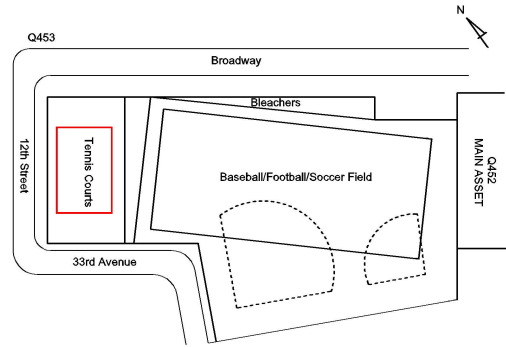 N
Q453
Broadway
Bleachers
12th Street
Tennis Courts
Baseball/Football/Soccer Field
Q452
MAIN ASSET
33rd Avenue